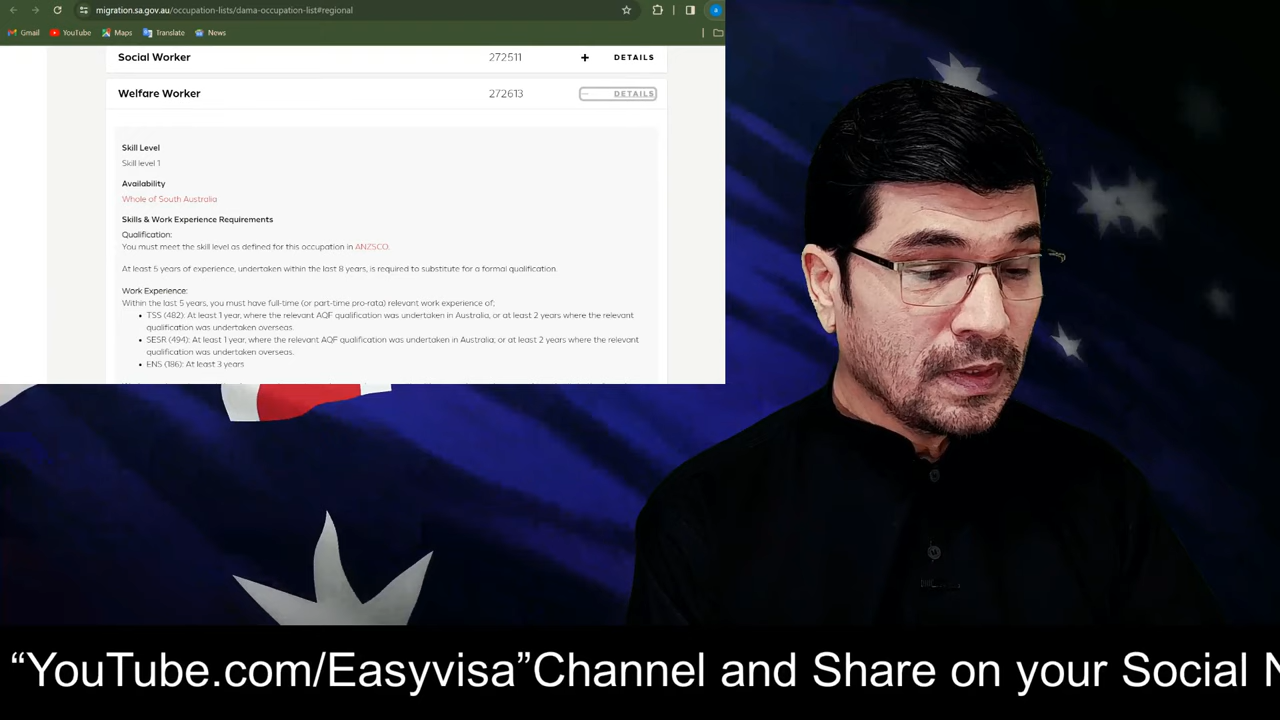 migration.sa.gov.au/occupation-lists/dama-occupation-list#regional
Gmail YouTube Maps Translate News
Social Worker 272511 + DETAILS
Welfare Worker 272613 DETAILS
Skill Level
Skill level 1
Availability
Whole of South Australia
Skills & Work Experience Requirements
Qualification:
You must meet the skill level as defined for this occupation in ANZSCO.
At least 5 years of experience, undertaken within the last 8 years, is required to substitute for a formal qualification.
Work Experience:
Within the last 5 years, you must have full-time (or part-time pro-rata) relevant work experience of;
• TSS (482): At least 1 year, where the relevant AQF qualification was undertaken in Australia, or at least 2 years where the relevant
qualification was undertaken overseas.
• SESR (494): At least 1 year, where the relevant AQF qualification was undertaken in Australia, or at least 2 years where the relevant
qualification was undertaken overseas.
• ENS (186): At least 3 years
“YouTube.com/Easyvisa”Channel and Share on your Social